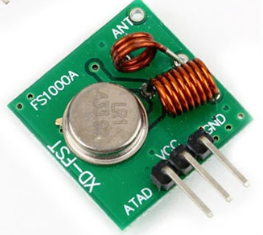 ANT
FS1000A
XD-FST
ATAD
VCC
GND